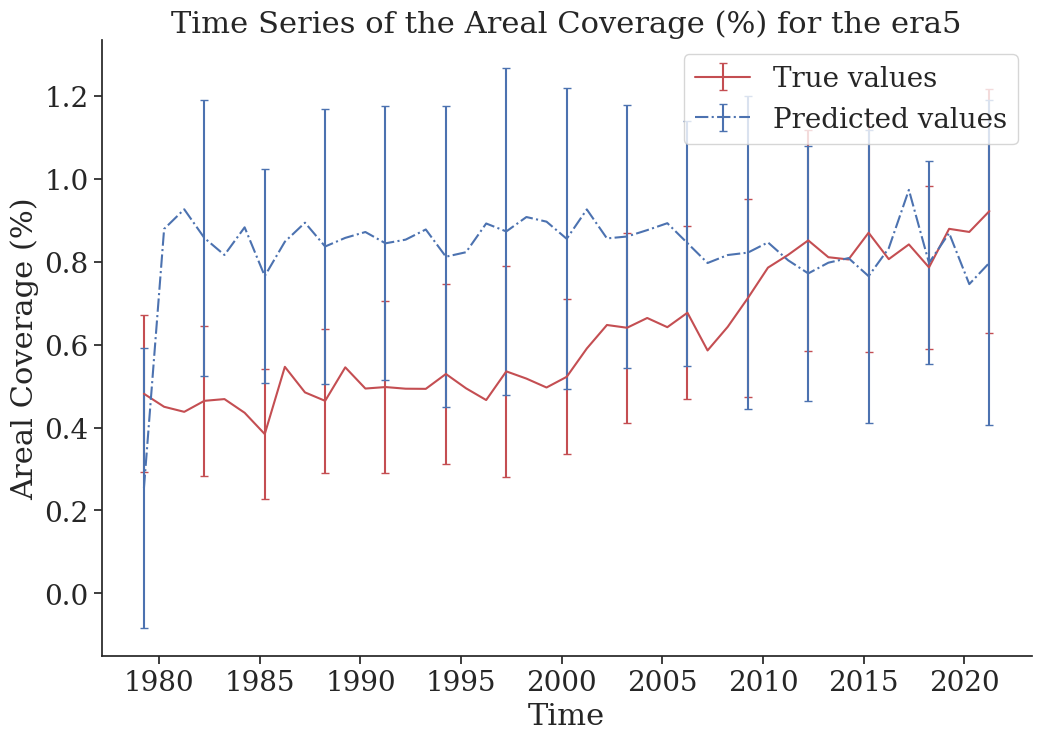 Time Series of the Areal Coverage (%) for the era5
True values
Predicted values
Areal Coverage (%)
1.2
1.0
0.8
0.6
0.4
0.2
0.0
1980 1985 1990 1995 2000 2005 2010 2015 2020
Time